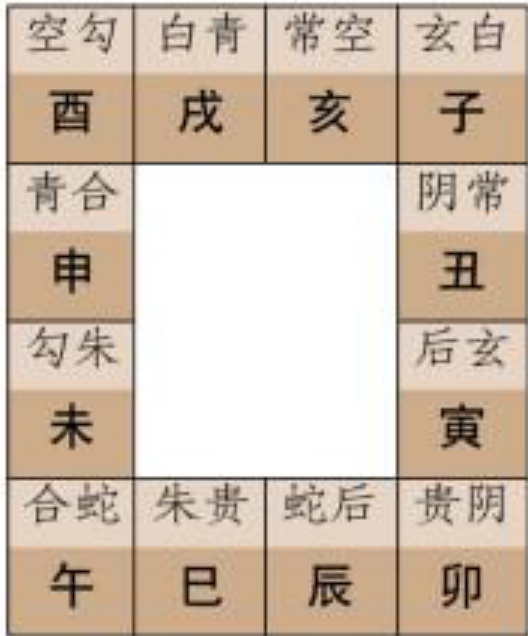 空勾 白青 常空 玄白
酉 戌 亥 子
青合 阴常
申 丑
勾朱 后玄
未 寅
合蛇 朱贵 蛇后 贵阴
午 巳 辰 卯